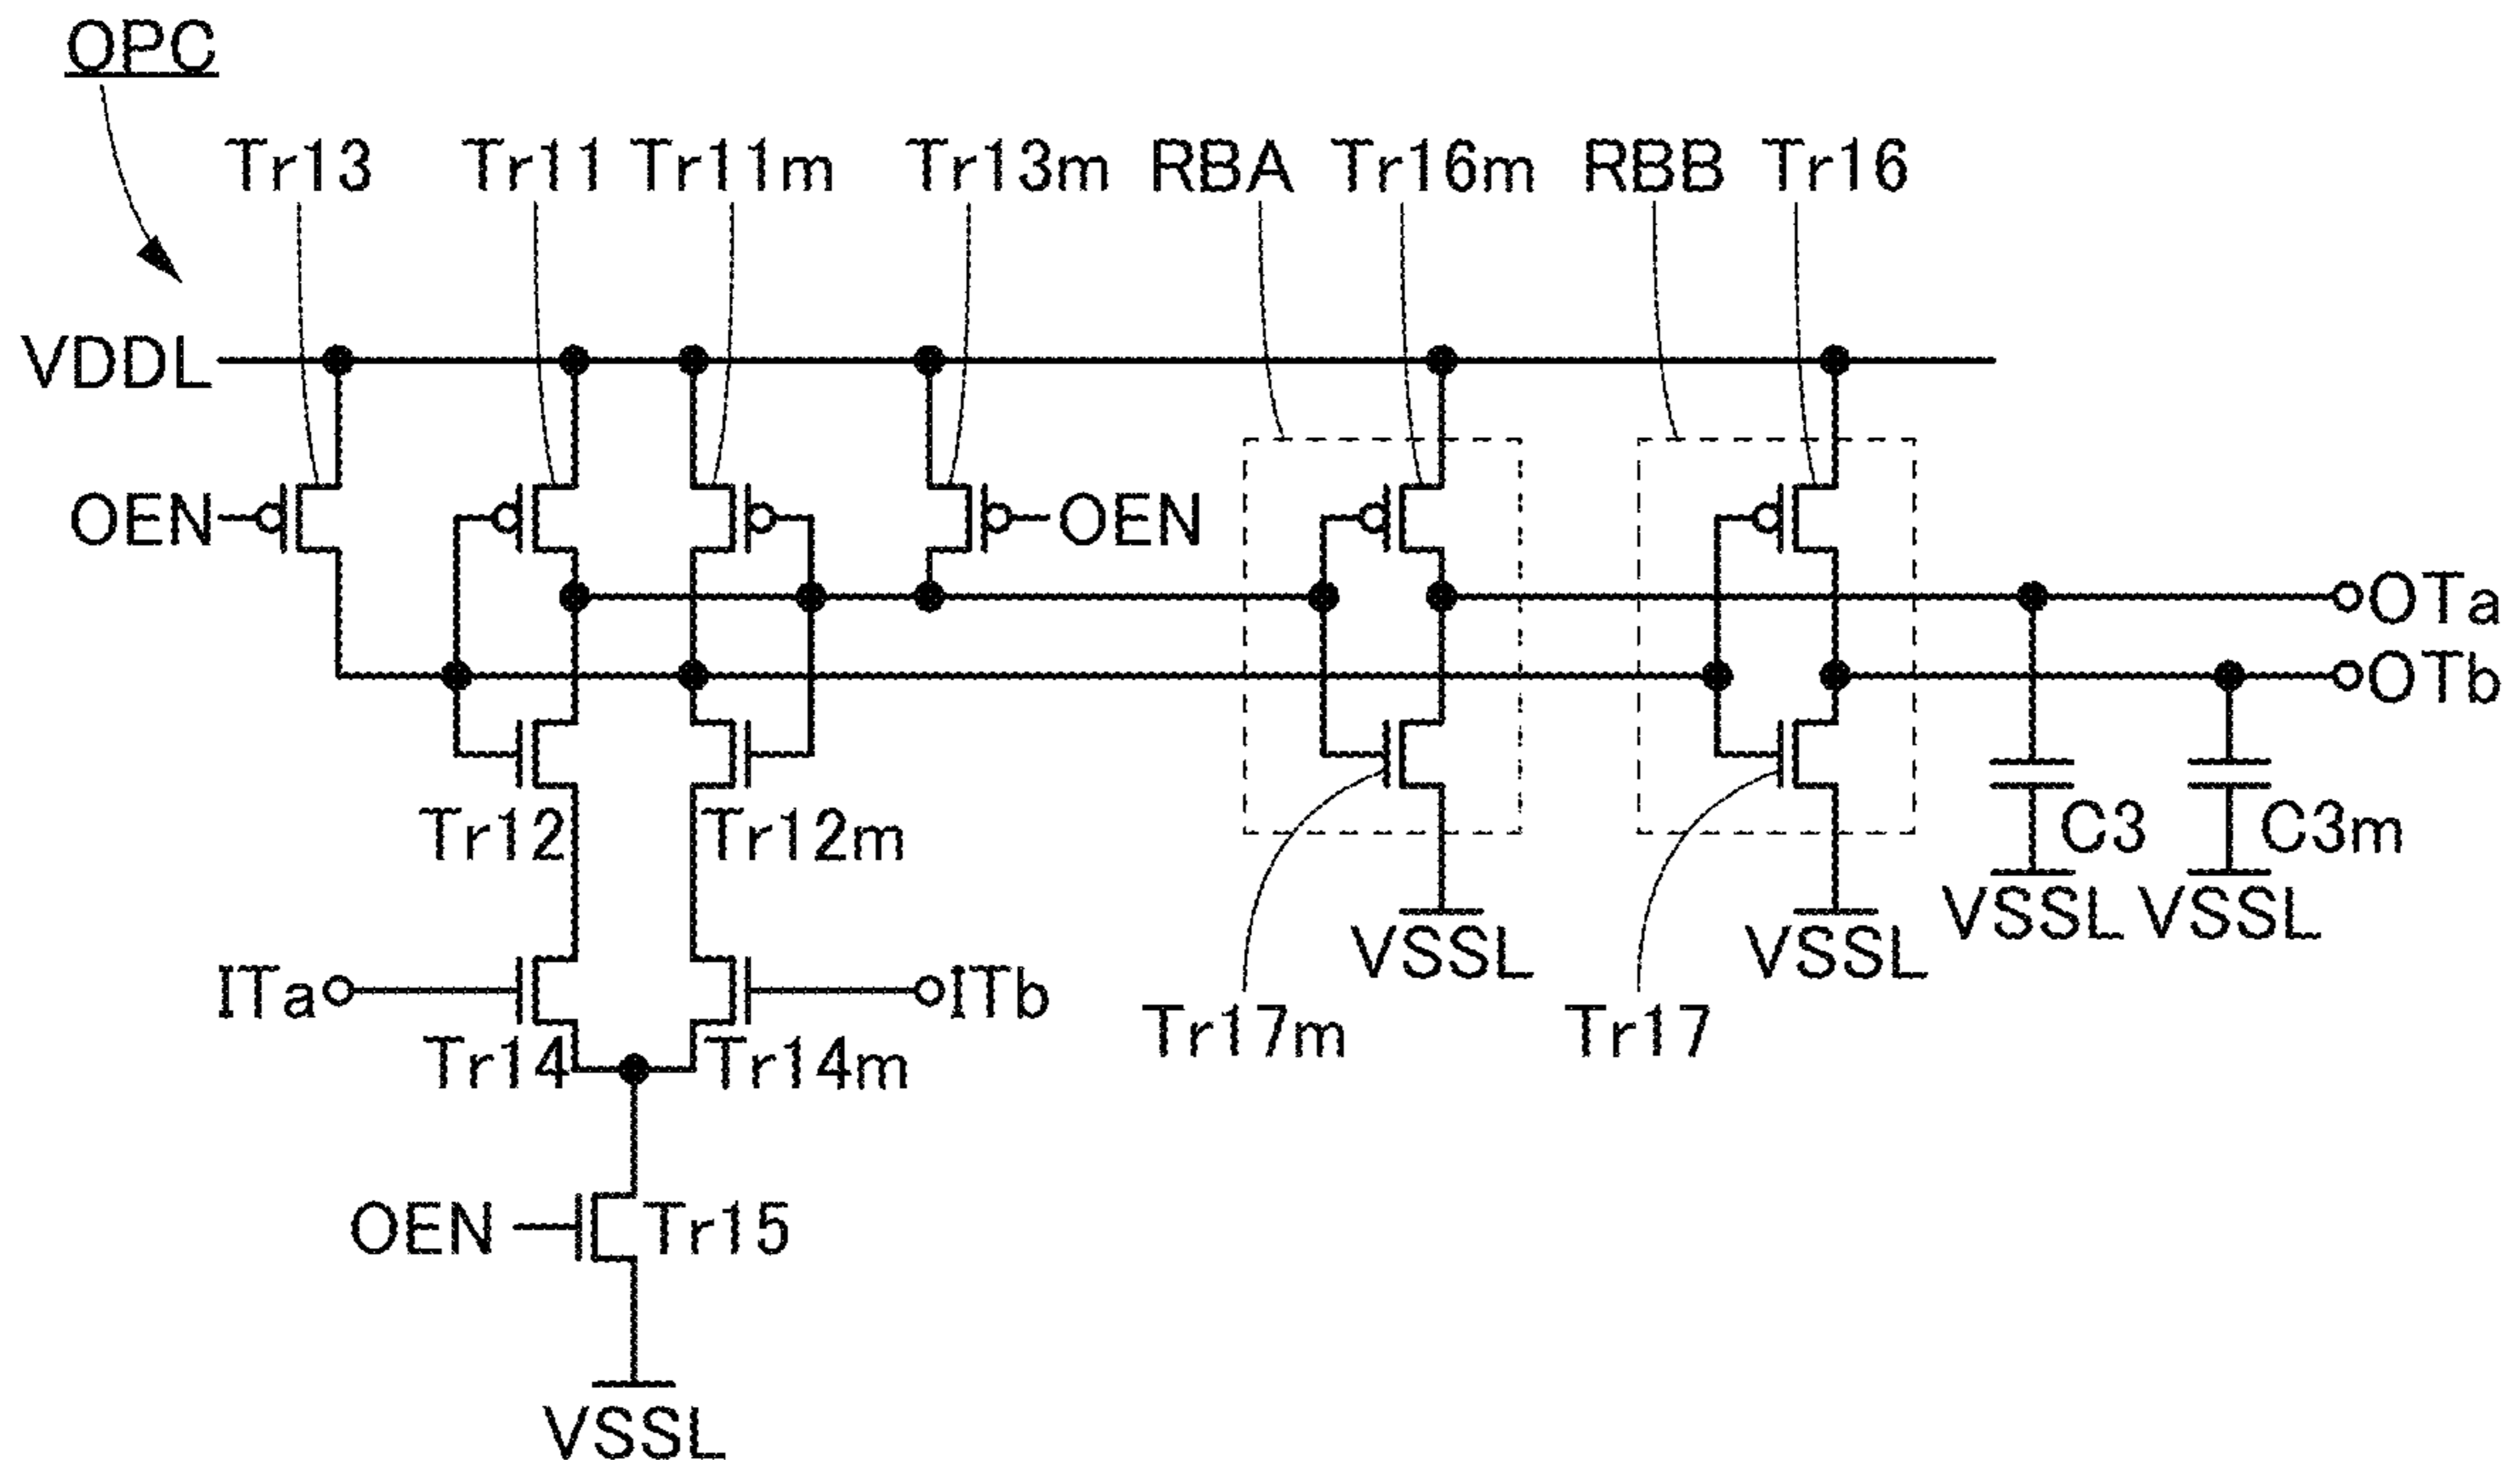 OPC
Tr13 Tr11 Tr11m Tr13m RBA Tr16m RBB Tr16
VDDL
OEN OEN
OTa
OTb
Tr12 Tr12m C3 C3m
VSSL VSSL VSSL VSSL
ITa ITb
Tr14 Tr14m Tr17m Tr17
OEN Tr15
VSSL